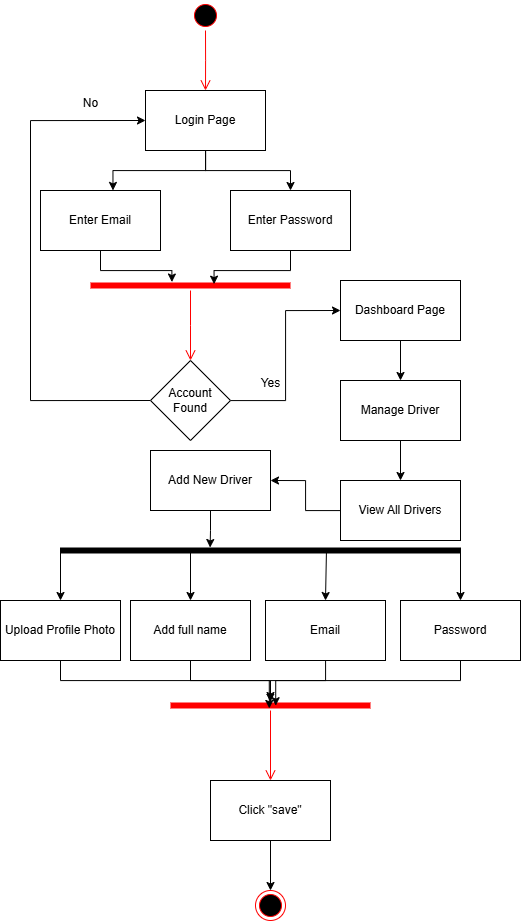 No
Login Page
Enter Email
Enter Password
Dashboard Page
Account
Found
Yes
Manage Driver
Add New Driver
View All Drivers
Upload Profile Photo
Add full name
Email
Password
Click "save"